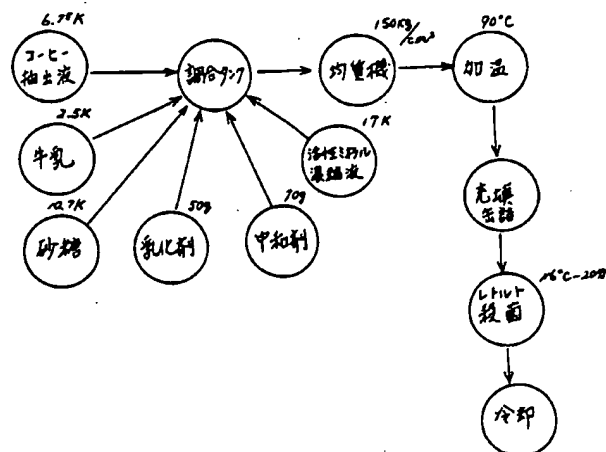 6.78K
コーヒー
抽出液
調合タンク
150Kg/cm²
均質機
90°C
加温
2.5K
牛乳
17K
活性ミネラル
濃縮液
10.7K
砂糖
50g
乳化剤
70g
中和剤
充填
缶詰
レトルト
殺菌
冷却